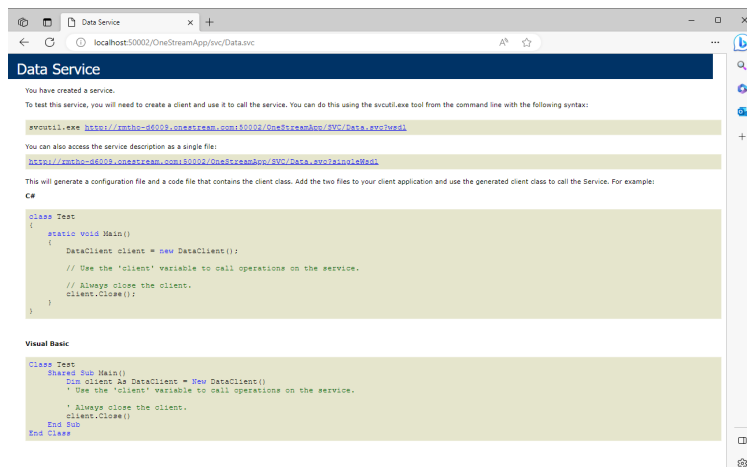 Data Service
localhost:50002/OneStreamApp/svc/Data.svc
Data Service
You have created a service.
To test this service, you will need to create a client and use it to call the service. You can do this using the svcutil.exe tool from the command line with the following syntax:
svcutil.exe http://rmtho-d6009.onestream.com:50002/OneStreamApp/SVC/Data.svc?wsdl
You can also access the service description as a single file:
http://rmtho-d6009.onestream.com:50002/OneStreamApp/SVC/Data.svc?singleWsdl
This will generate a configuration file and a code file that contains the client class. Add the two files to your client application and use the generated client class to call the Service. For example:
C#
class Test
{
static void Main()
{
DataClient client = new DataClient();
// Use the 'client' variable to call operations on the service.
// Always close the client.
client.Close();
}
}
Visual Basic
Class Test
Shared Sub Main()
Dim client As DataClient = New DataClient()
' Use the 'client' variable to call operations on the service.
' Always close the client.
client.Close()
End Sub
End Class